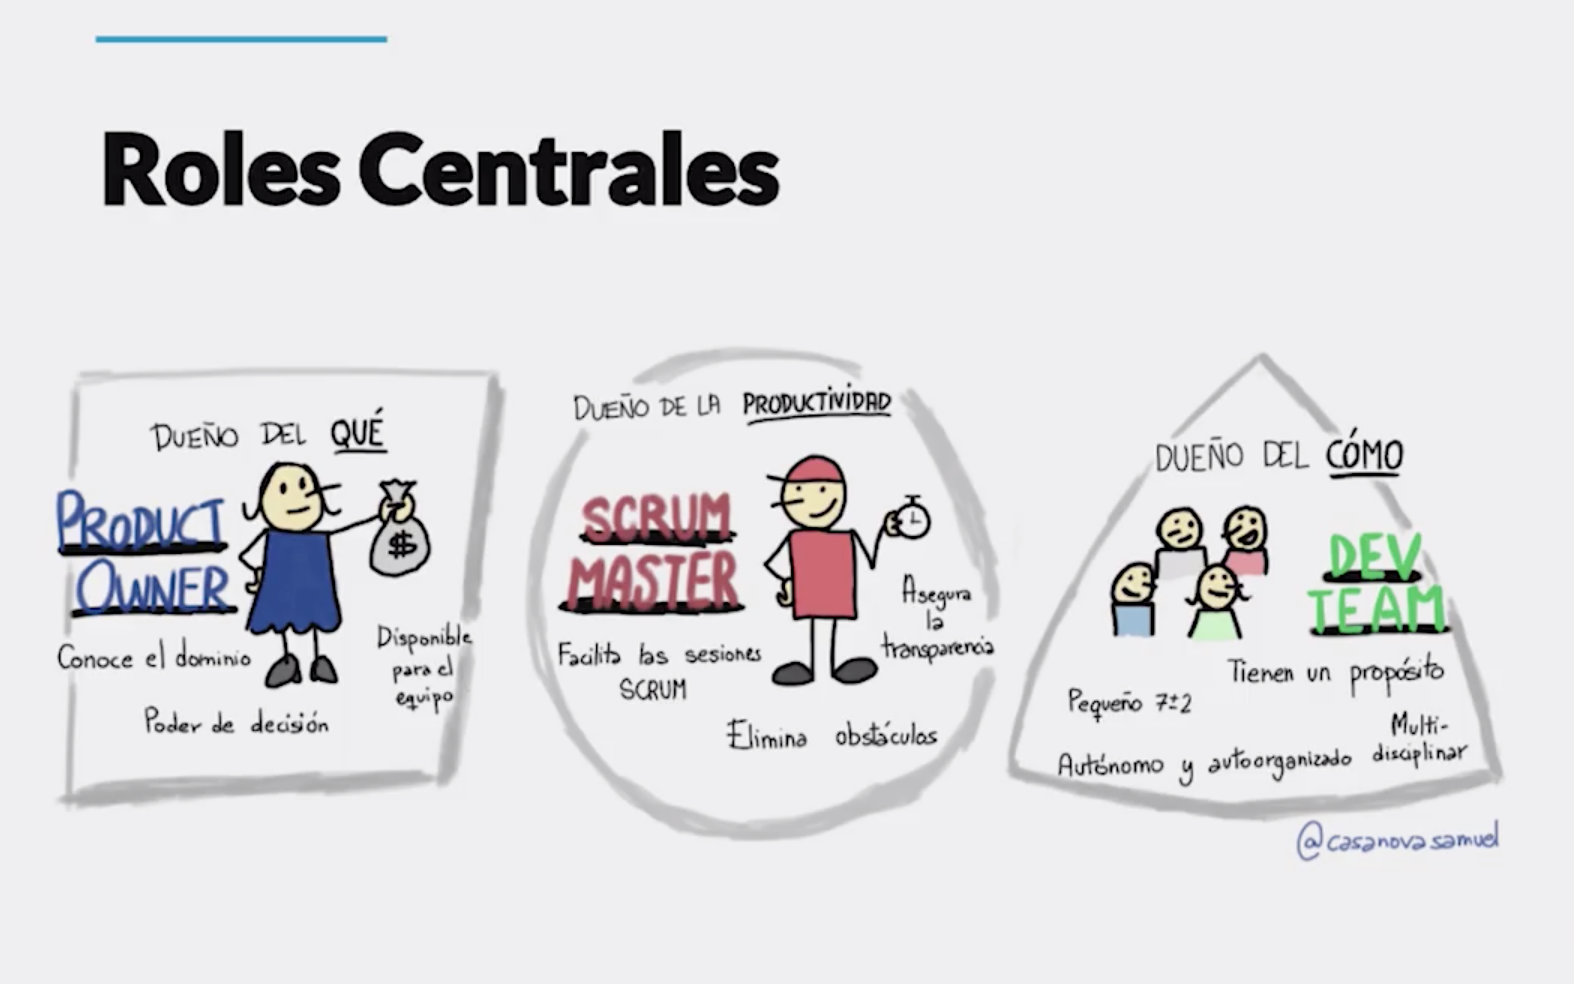 Roles Centrales
DUEÑO DEL QUÉ
PRODUCT
OWNER
Conoce el dominio
Disponible
para el
equipo
Poder de decisión
$
DUEÑO DE LA PRODUCTIVIDAD
SCRUM
MASTER
Facilita las sesiones
SCRUM
Asegura
la
transparencia
Elimina obstáculos
DUEÑO DEL CÓMO
DEV
TEAM
Tienen un propósito
Pequeño 7±2
Multi-
disciplinar
Autónomo y autoorganizado
@casanovasamuel